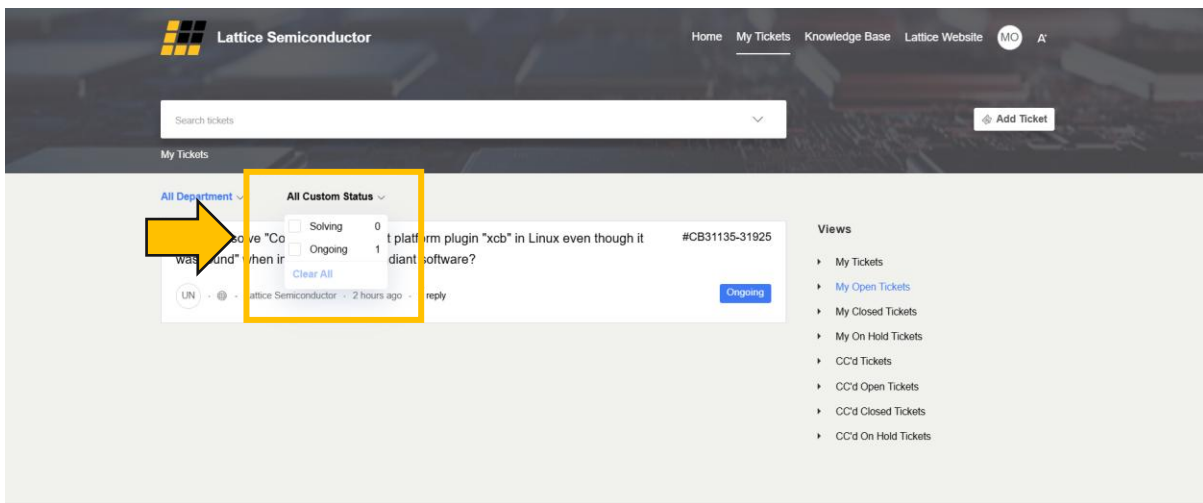 Lattice Semiconductor
Home My Tickets Knowledge Base Lattice Website MO A
Search tickets
Add Ticket
My Tickets
All Department
All Custom Status
Solving 0
Ongoing 1
Clear All
platform plugin "xcb" in Linux even though it
when
software?
#CB31135-31925
UN - - Lattice Semiconductor - 2 hours ago - reply
Ongoing
Views
My Tickets
My Open Tickets
My Closed Tickets
My On Hold Tickets
CC'd Tickets
CC'd Open Tickets
CC'd Closed Tickets
CC'd On Hold Tickets